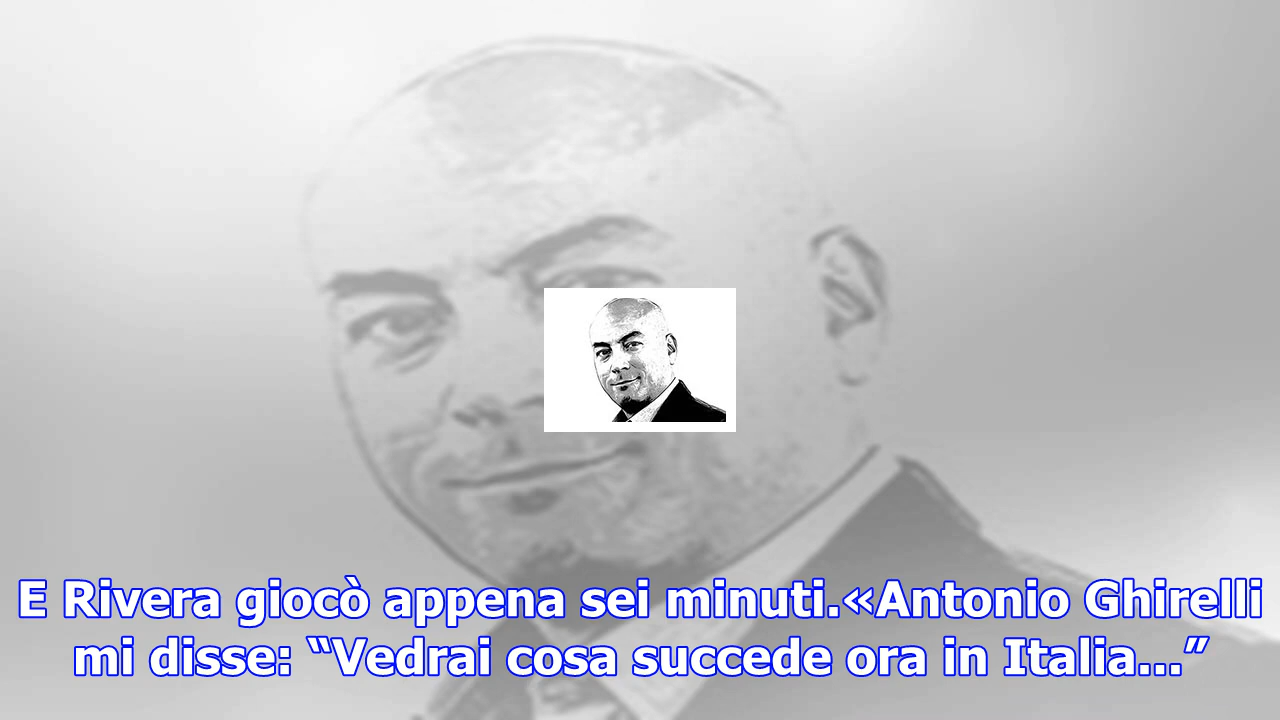 E Rivera giocò appena sei minuti.«Antonio Ghirelli
mi disse: “Vedrai cosa succede ora in Italia...”